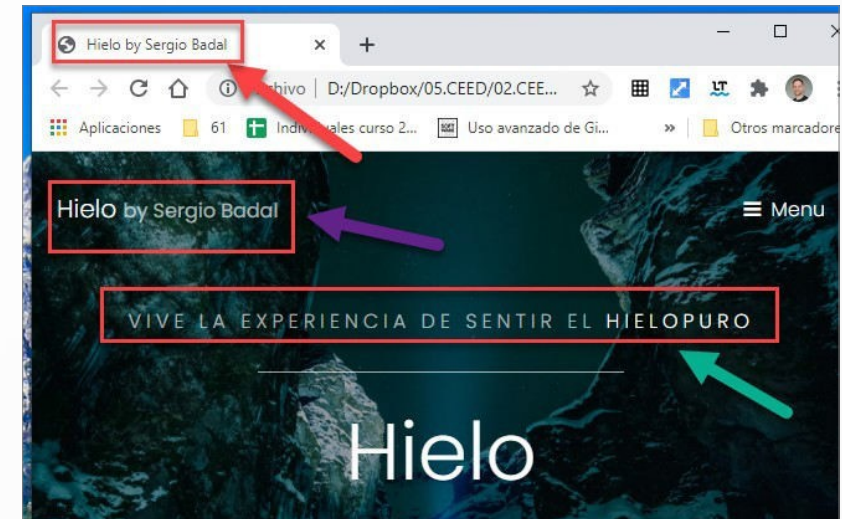 Hielo by Sergio Badal
Archivo | D:/Dropbox/05.CEED/02.CEE...
Aplicaciones 61 Individuales curso 2... Uso avanzado de Gi... » Otros marcadore
Hielo by Sergio Badal
Menu
VIVE LA EXPERIENCIA DE SENTIR EL HIELOPURO
Hielo